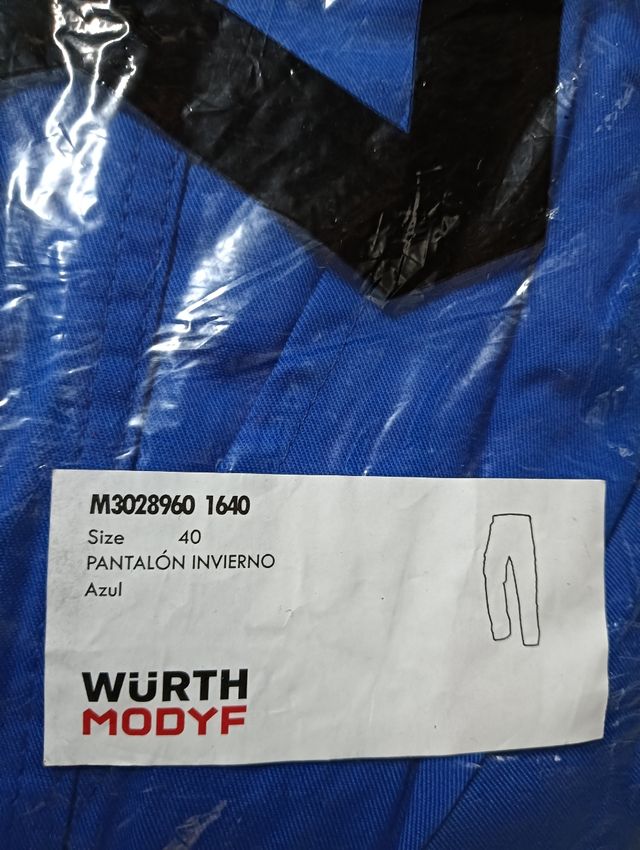 M3028960 1640
Size 40
PANTALÓN INVIERNO
Azul
WÜRTH
MODYF